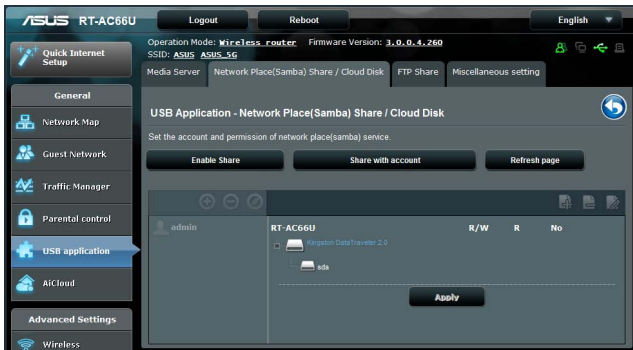 ASUS RT-AC66U
Logout
Reboot
English
Quick Internet Setup
Operation Mode: Wireless router Firmware Version: 3.0.0.4.260
SSID: ASUS ASUS_5G
Media Server
Network Place(Samba) Share / Cloud Disk
FTP Share
Miscellaneous setting
General
Network Map
Guest Network
Traffic Manager
Parental control
USB application
AiCloud
Advanced Settings
Wireless
USB Application - Network Place(Samba) Share / Cloud Disk
Set the account and permission of network place(samba) service.
Enable Share
Share with account
Refresh page
admin
RT-AC66U
R/W
R
No
Kingston DataTraveler 2.0
sda
Apply